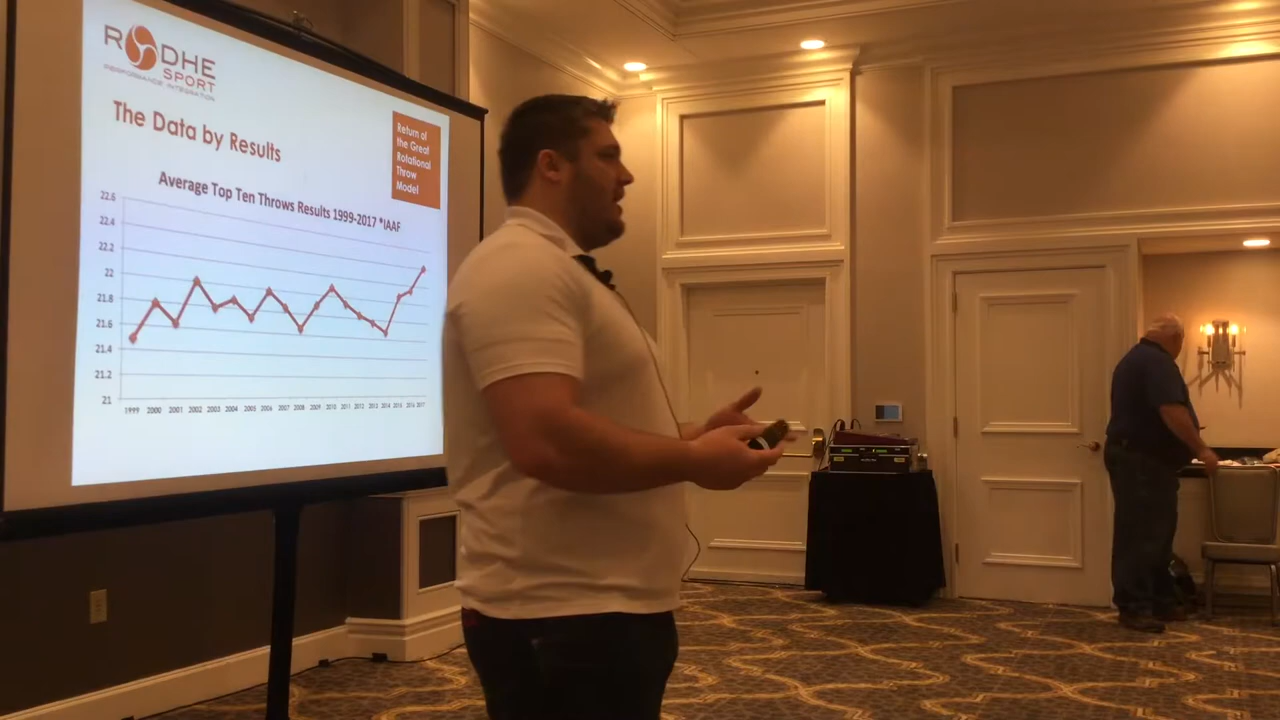 RODHE
SPORT
PERFORMANCE INTEGRATION
The Data by Results
Return of
the Great
Rotational
Throw
Model
Average Top Ten Throws Results 1999-2017 *IAAF
22.6
22.4
22.2
22
21.8
21.6
21.4
21.2
21
1999 2000 2001 2002 2003 2004 2005 2006 2007 2008 2009 2010 2011 2012 2013 2014 2015 2016 2017